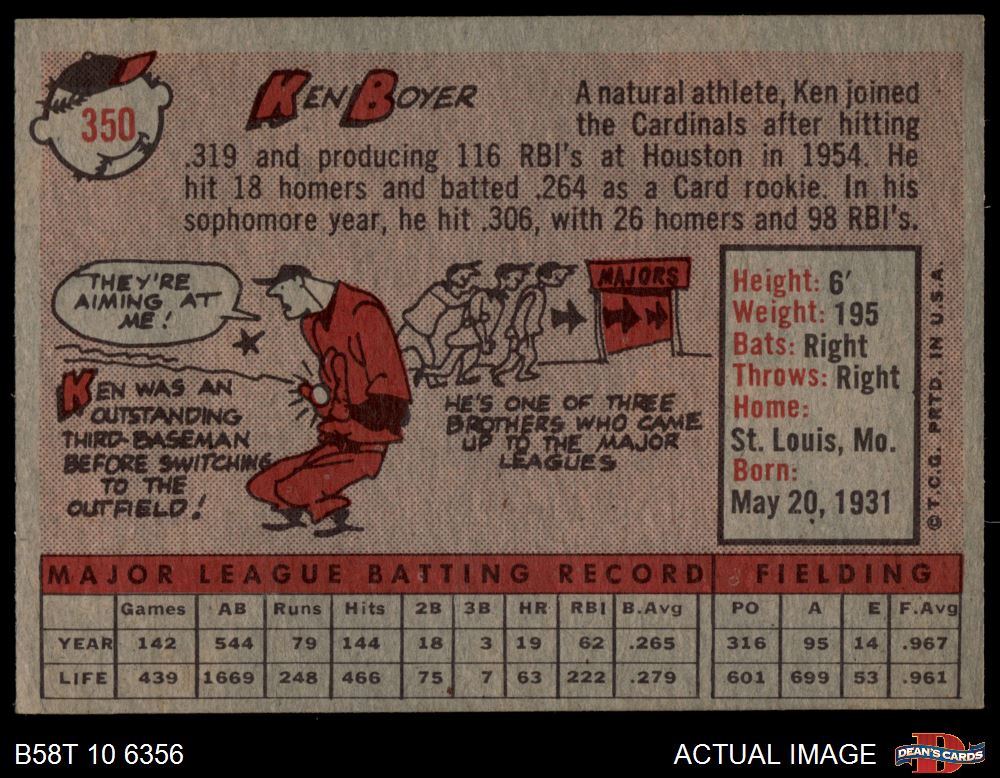 350
KEN BOYER
A natural athlete, Ken joined
the Cardinals after hitting
.319 and producing 116 RBI's at Houston in 1954. He
hit 18 homers and batted .264 as a Card rookie. In his
sophomore year, he hit .306, with 26 homers and 98 RBI's.
THEY'RE
AIMING AT
ME!
KEN WAS AN
OUTSTANDING
THIRD-BASEMAN
BEFORE SWITCHING
TO THE
OUTFIELD!
MAJORS
HE'S ONE OF THREE
BROTHERS WHO CAME
UP TO THE MAJOR
LEAGUES
Height: 6'
Weight: 195
Bats: Right
Throws: Right
Home:
St. Louis, Mo.
Born:
May 20, 1931
© T.C.G. PRTD. IN U.S.A.
MAJOR LEAGUE BATTING RECORD FIELDING
Games AB Runs Hits 2B 3B HR RBI B.Avg PO A E F.Avg
YEAR 142 544 79 144 18 3 19 62 .265 316 95 14 .967
LIFE 439 1669 248 466 75 7 63 222 .279 601 699 53 .961
B58T 10 6356
ACTUAL IMAGE
DEAN'S CARDS